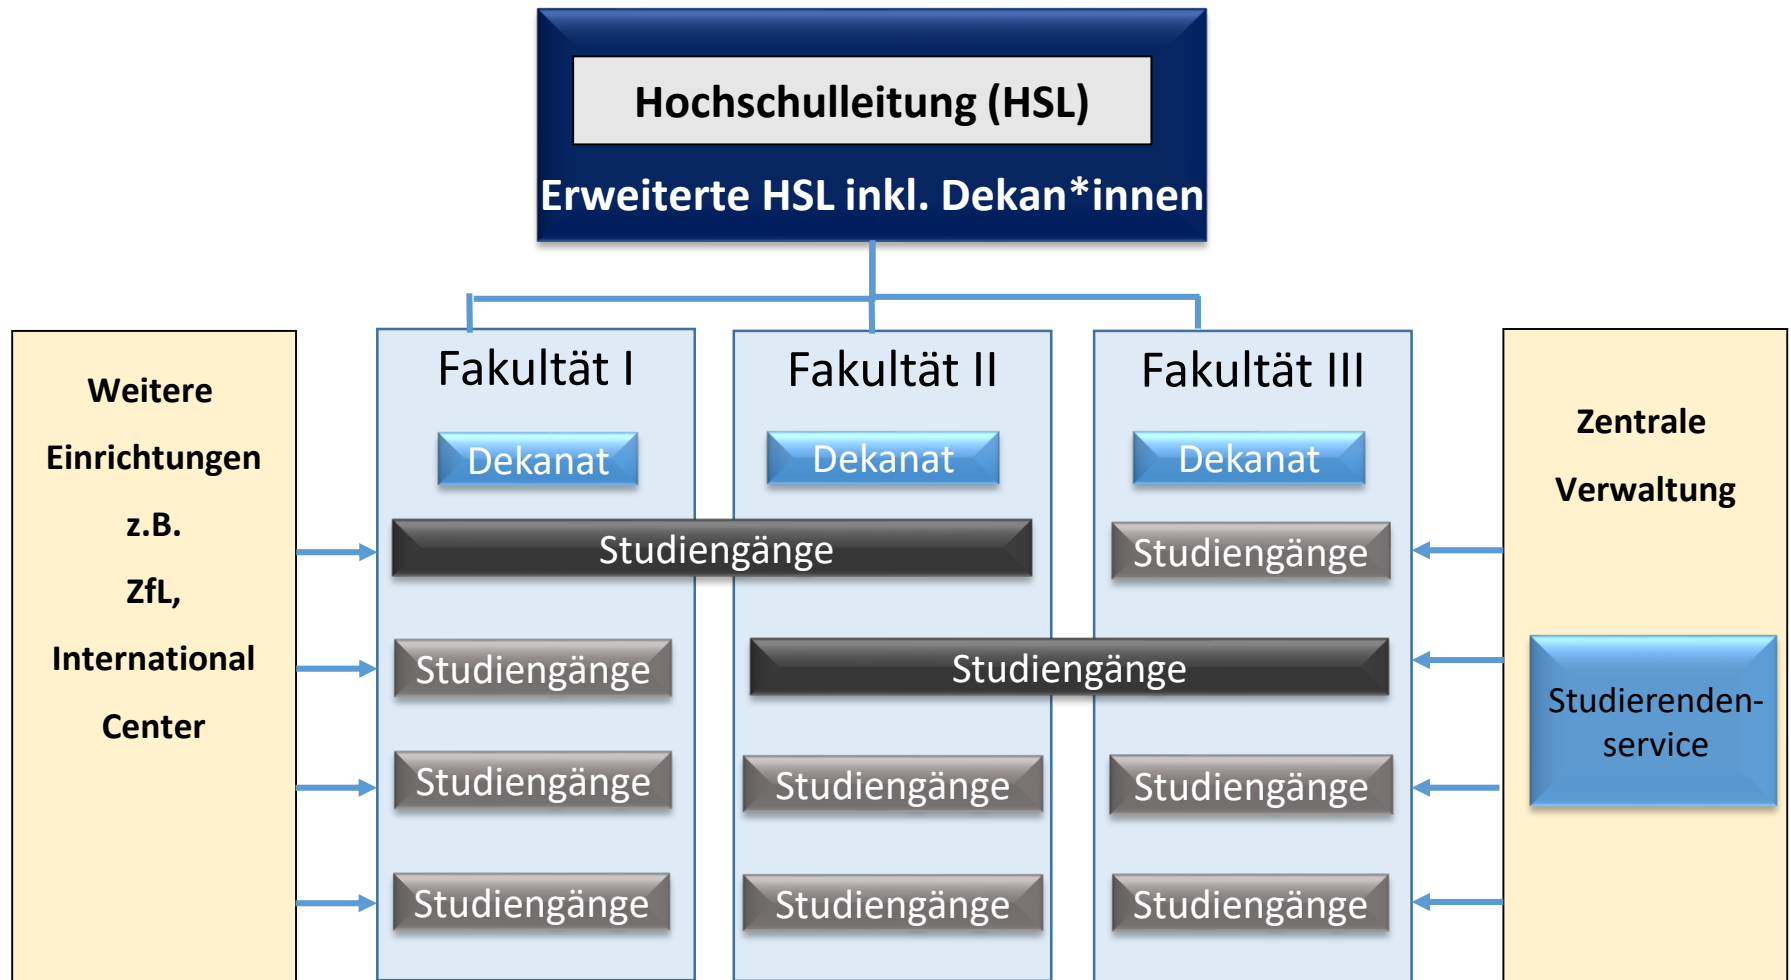 Hochschulleitung (HSL)
Erweiterte HSL inkl. Dekan*innen
Weitere
Einrichtungen
z.B.
ZfL,
International
Center
Fakultät I
Dekanat
Fakultät II
Dekanat
Fakultät III
Dekanat
Studiengänge
Studiengänge
Studiengänge
Studiengänge
Studiengänge
Studiengänge
Studiengänge
Studiengänge
Studiengänge
Studiengänge
Zentrale
Verwaltung
Studierenden-
service